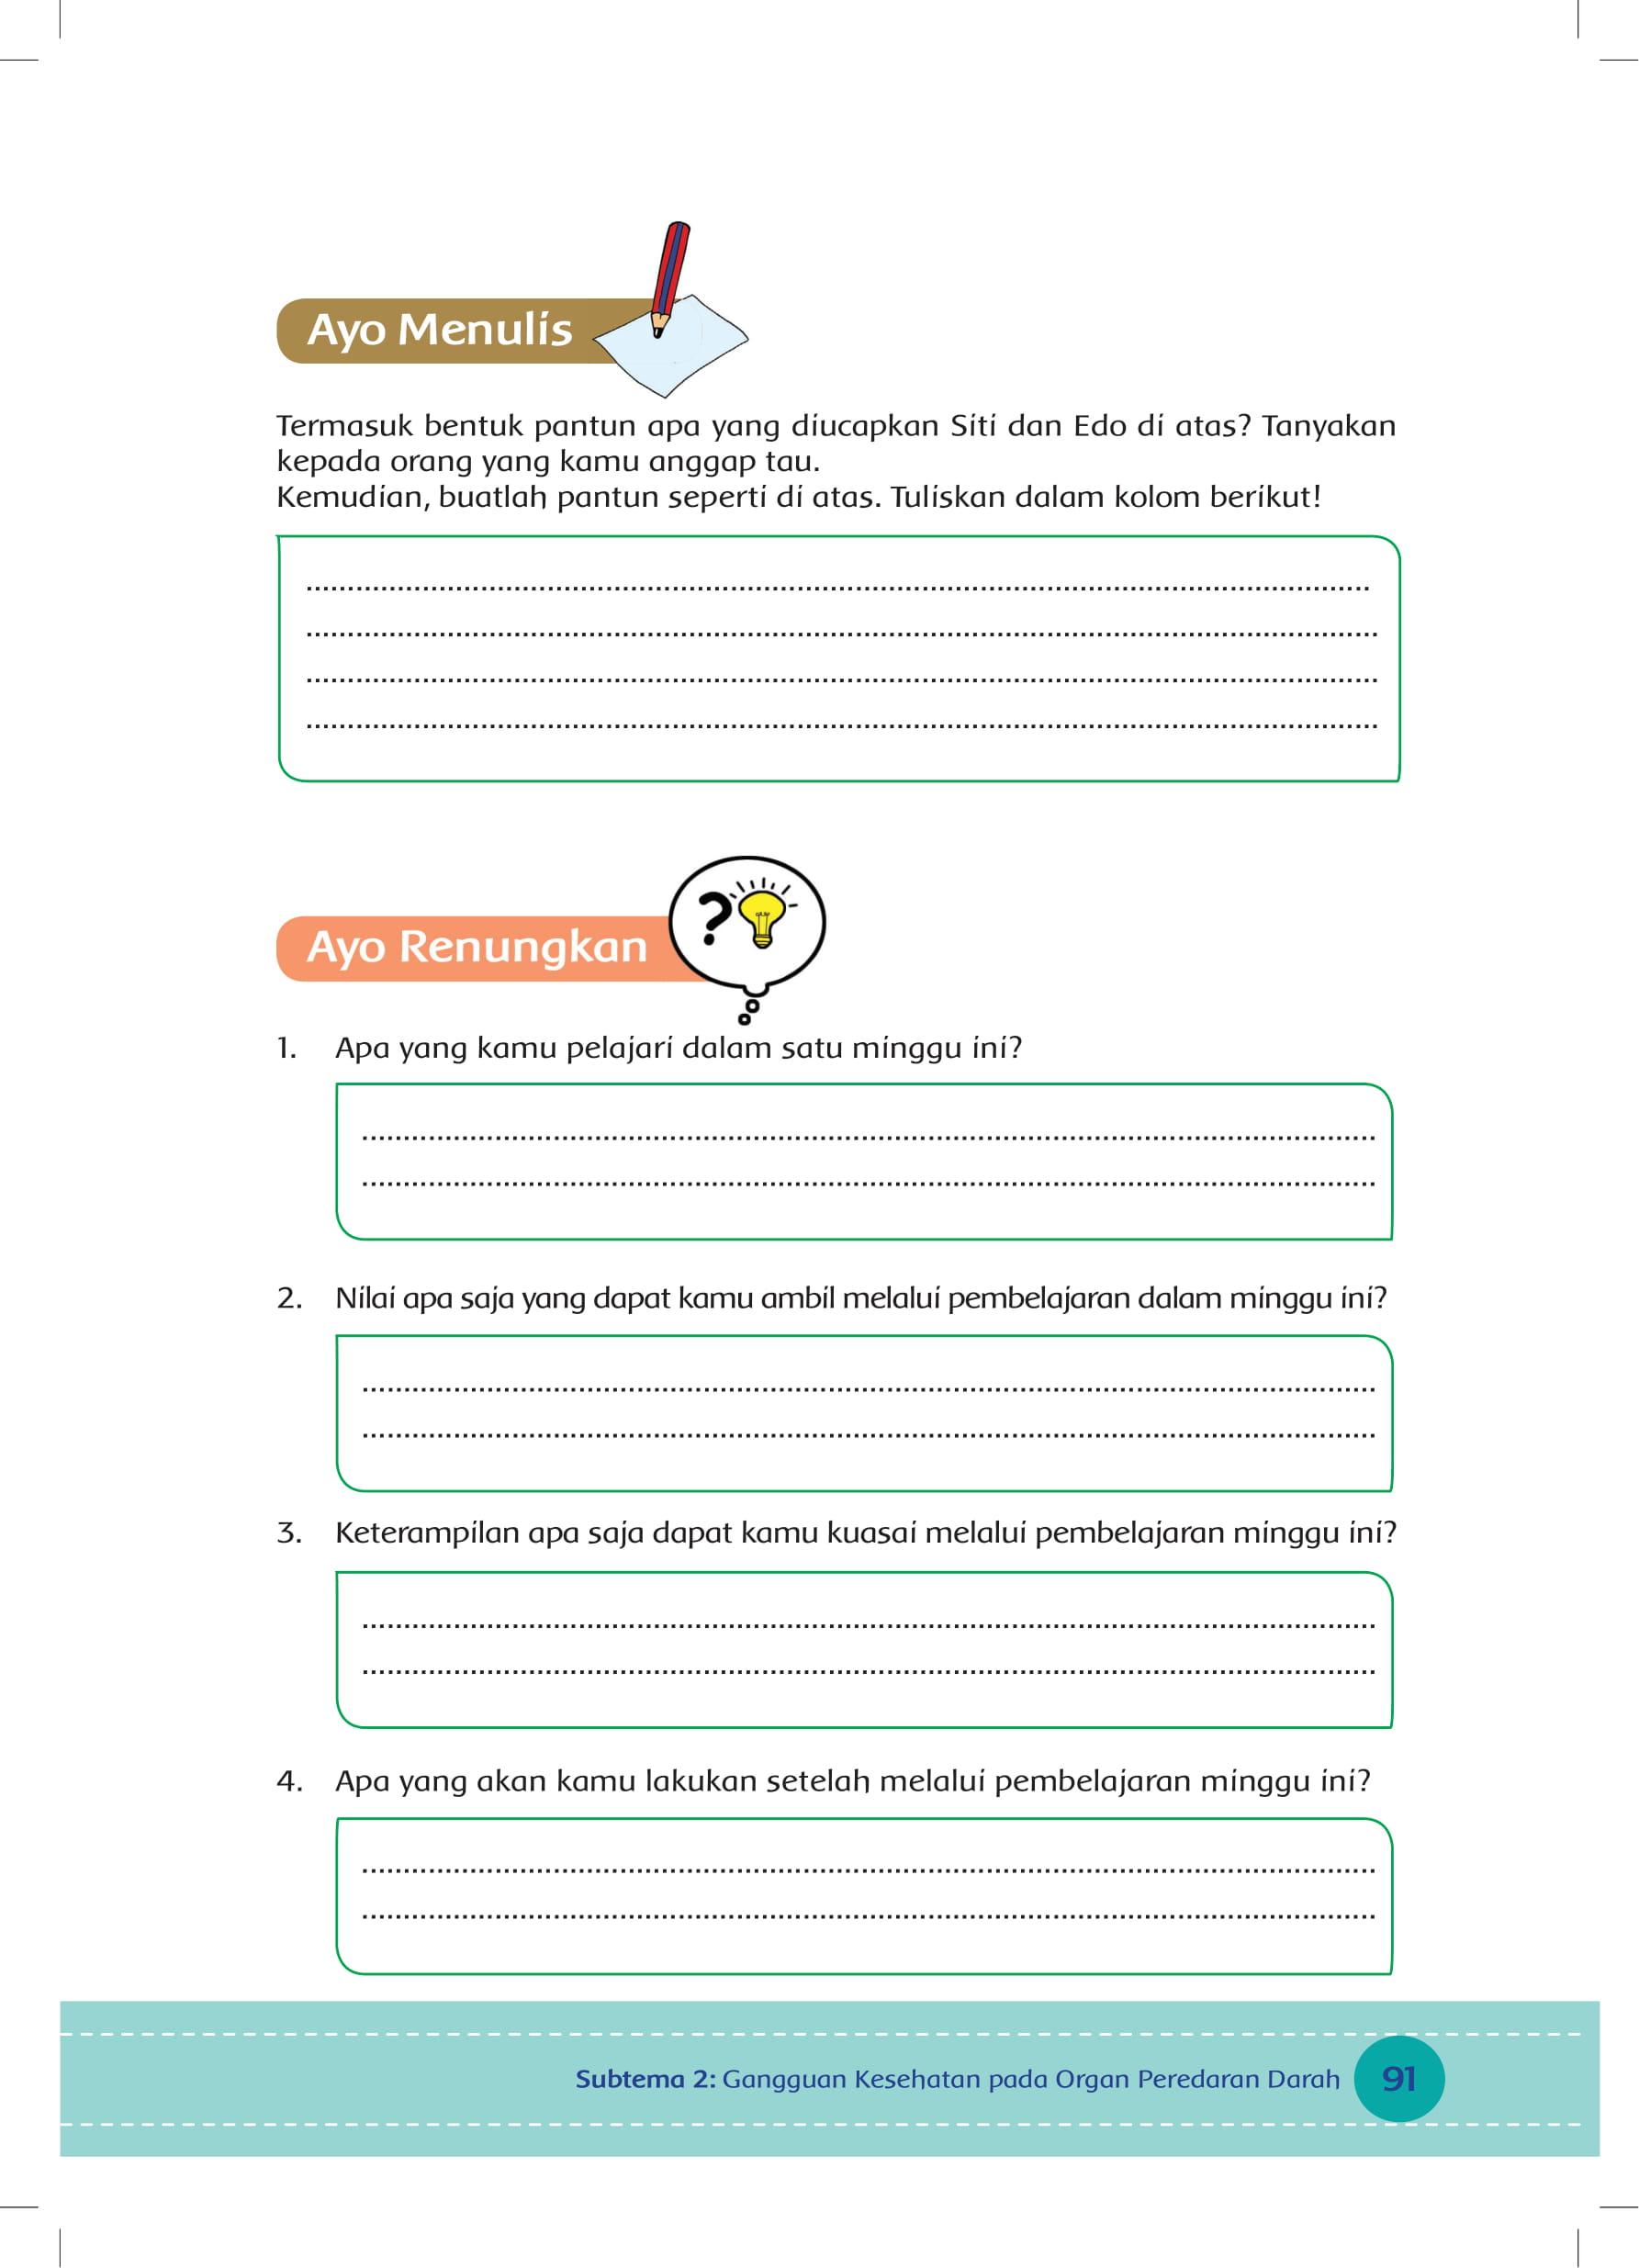 Ayo Menulis
Termasuk bentuk pantun apa yang diucapkan Siti dan Edo di atas? Tanyakan
kepada orang yang kamu anggap tau.
Kemudian, buatlah pantun seperti di atas. Tuliskan dalam kolom berikut!
?
Ayo Renungkan
1. Apa yang kamu pelajari dalam satu minggu ini?
2. Nilai apa saja yang dapat kamu ambil melalui pembelajaran dalam minggu ini?
3. Keterampilan apa saja dapat kamu kuasai melalui pembelajaran minggu ini?
4. Apa yang akan kamu lakukan setelah melalui pembelajaran minggu ini?
Subtema 2: Gangguan Kesehatan pada Organ Peredaran Darah 91